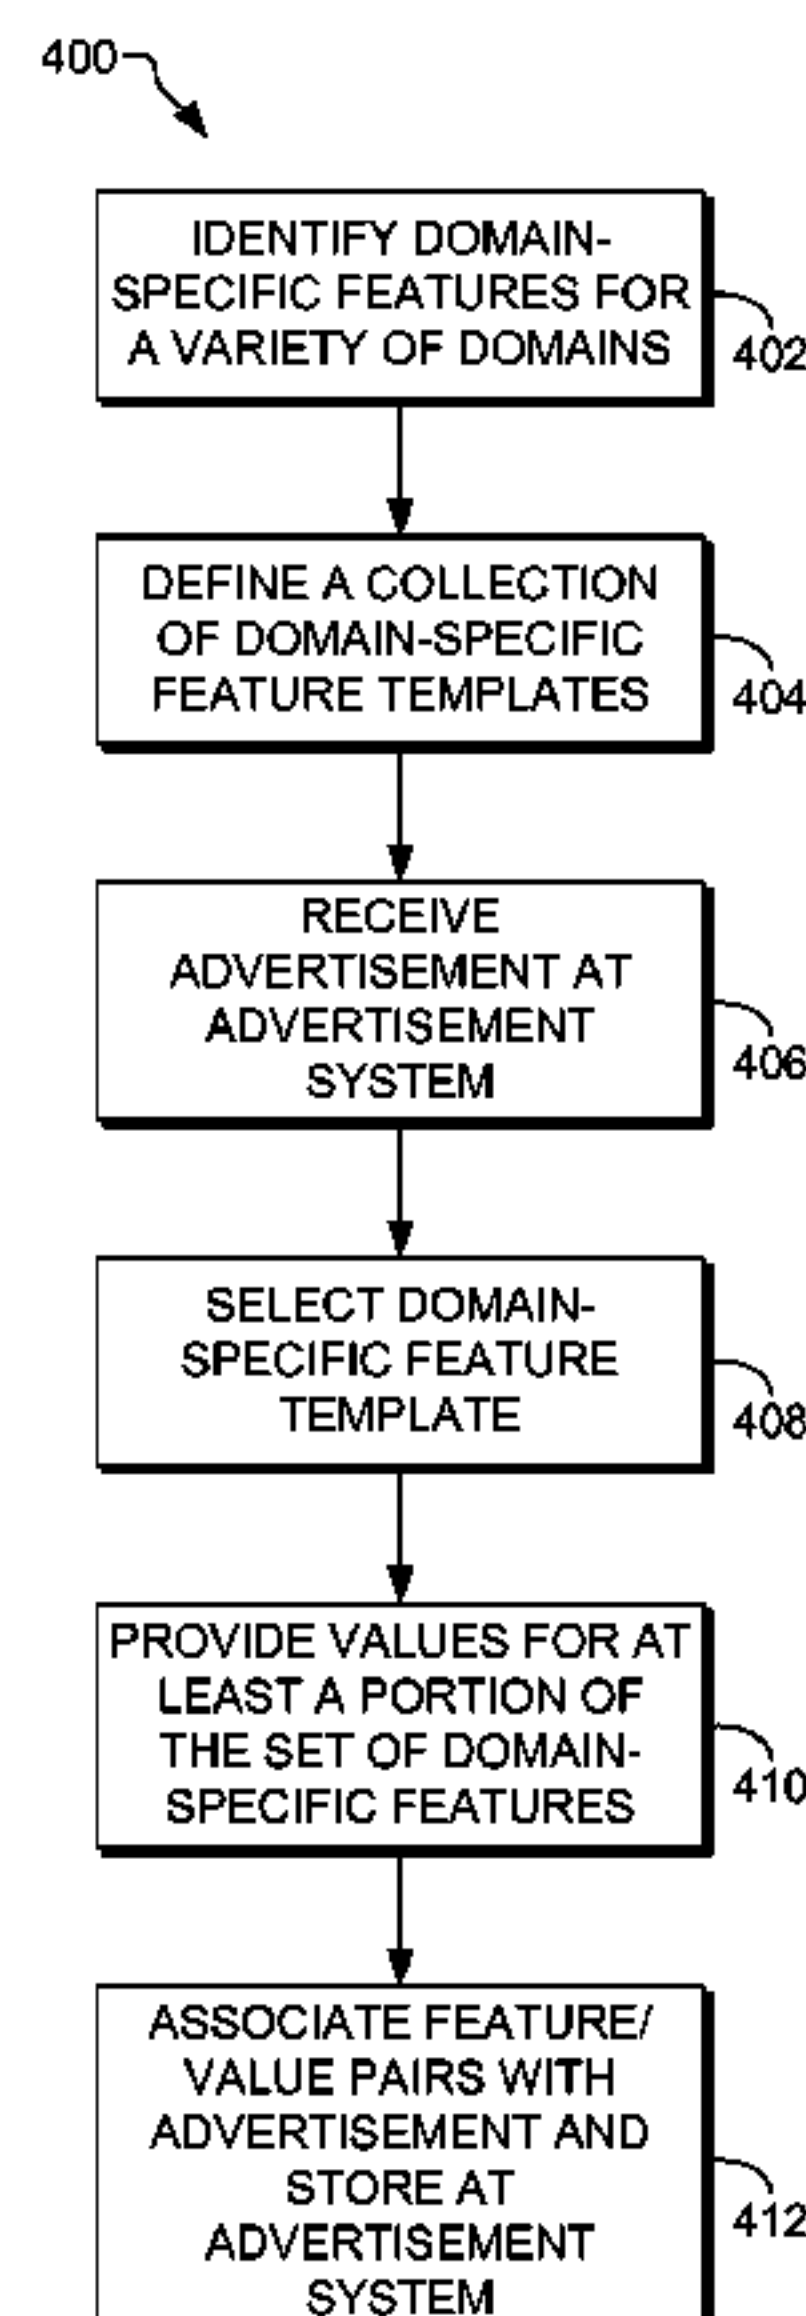 400
IDENTIFY DOMAIN-
SPECIFIC FEATURES FOR
A VARIETY OF DOMAINS
402
DEFINE A COLLECTION
OF DOMAIN-SPECIFIC
FEATURE TEMPLATES
404
RECEIVE
ADVERTISEMENT AT
ADVERTISEMENT
SYSTEM
406
SELECT DOMAIN-
SPECIFIC FEATURE
TEMPLATE
408
PROVIDE VALUES FOR AT
LEAST A PORTION OF
THE SET OF DOMAIN-
SPECIFIC FEATURES
410
ASSOCIATE FEATURE/
VALUE PAIRS WITH
ADVERTISEMENT AND
STORE AT
ADVERTISEMENT
SYSTEM
412